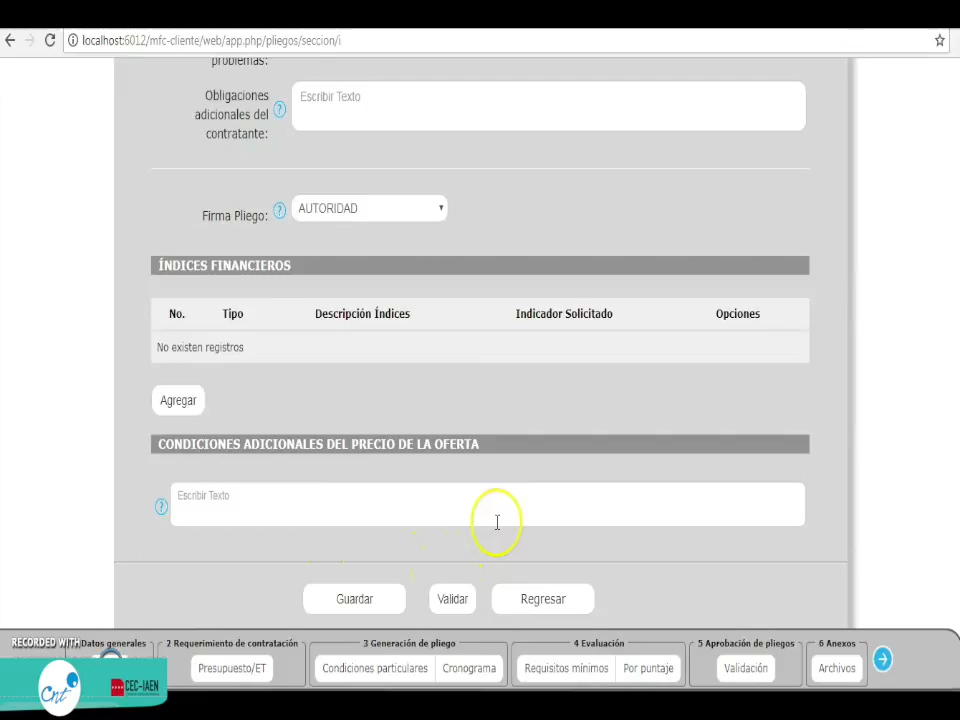 localhost:6012/mfc-cliente/web/app.php/pliegos/seccion/i
problemas:
Obligaciones
adicionales del
contratante:
?
Escribir Texto
Firma Pliego:
?
AUTORIDAD
ÍNDICES FINANCIEROS
No. Tipo Descripción Índices Indicador Solicitado Opciones
No existen registros
Agregar
CONDICIONES ADICIONALES DEL PRECIO DE LA OFERTA
?
Escribir Texto
Guardar Validar Regresar
RECORDED WITH
Datos generales 2 Requerimiento de contratación 3 Generación de pliego 4 Evaluación 5 Aprobación de pliegos 6 Anexos
Presupuesto/ET Condiciones particulares Cronograma Requisitos mínimos Por puntaje Validación Archivos
Cnt
CEC-IAEN